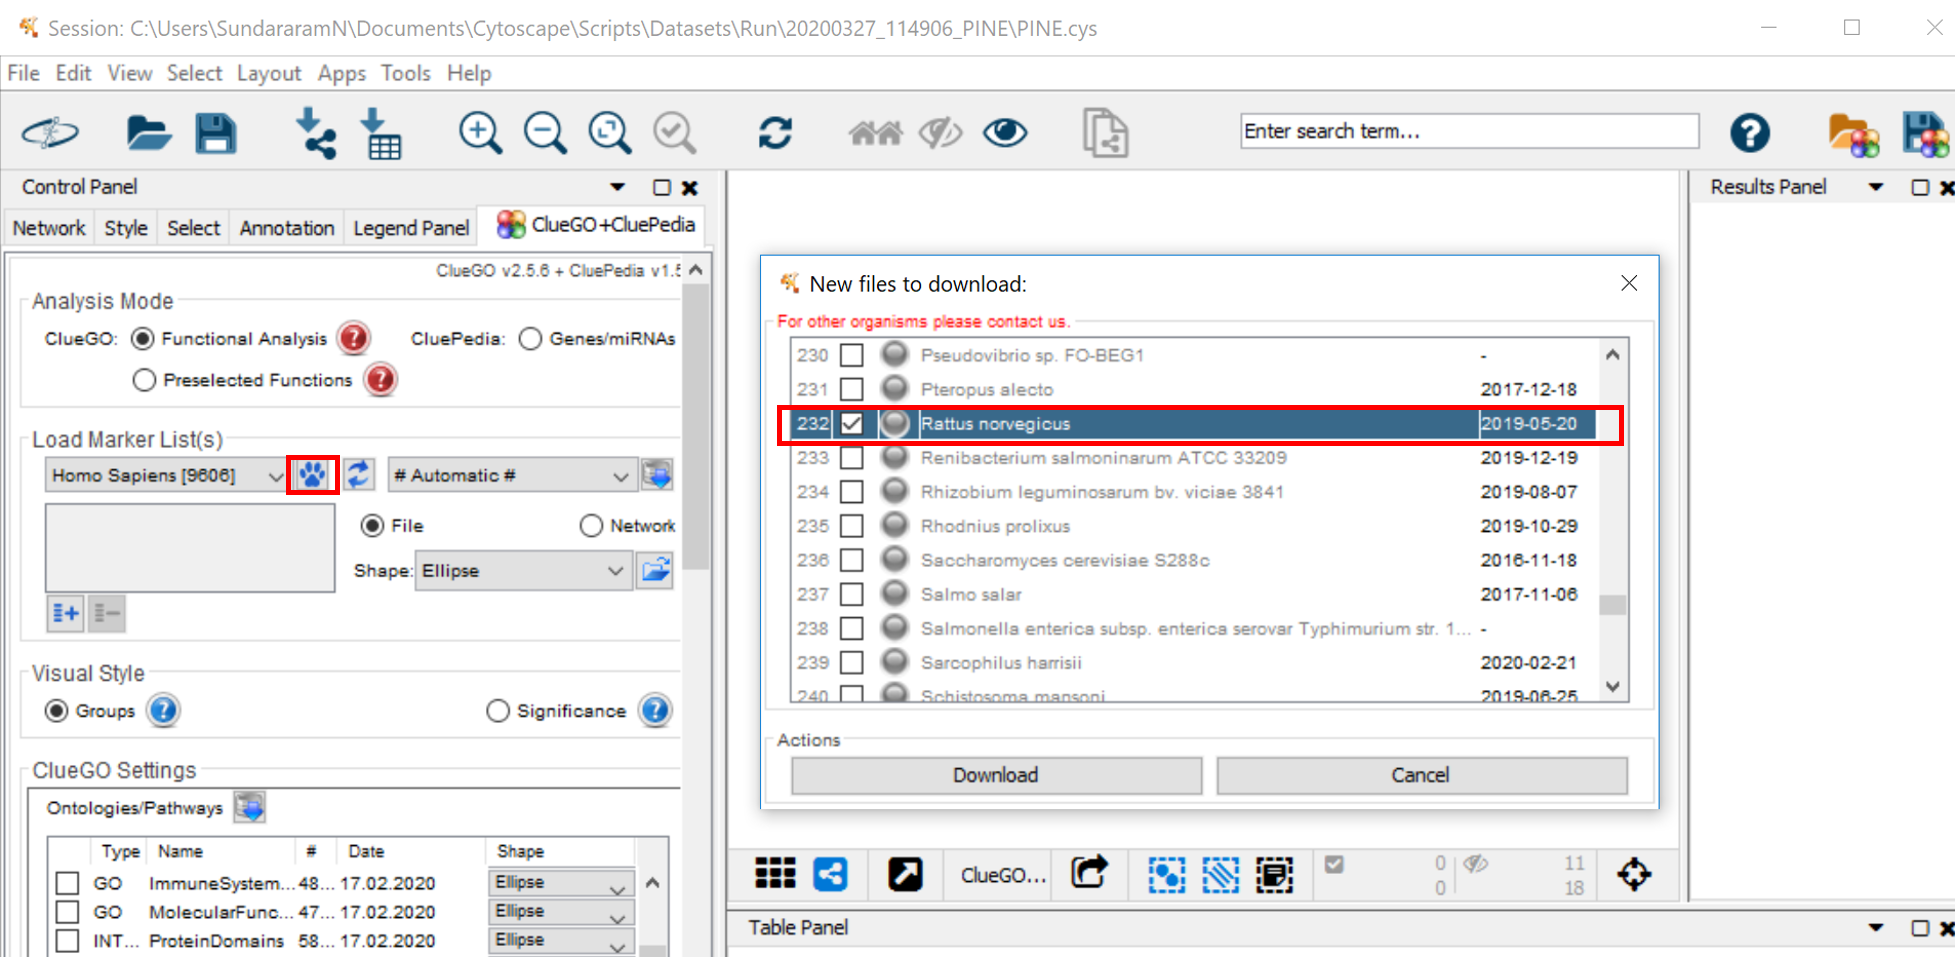 Session: C:\Users\SundararamN\Documents\Cytoscape\Scripts\Datasets\Run\20200327_114906_PINE\PINE.cys
File Edit View Select Layout Apps Tools Help
Enter search term...
Control Panel
Network Style Select Annotation Legend Panel ClueGO+CluePedia
ClueGO v2.5.6 + CluePedia v1.5
Analysis Mode
ClueGO: Functional Analysis CluePedia: Genes/miRNAs
Preselected Functions
Load Marker List(s)
Homo Sapiens [9606] # Automatic #
File Network
Shape: Ellipse
Visual Style
Groups Significance
ClueGO Settings
Ontologies/Pathways
Type Name # Date Shape
GO ImmuneSystem... 48... 17.02.2020 Ellipse
GO MolecularFunc... 47... 17.02.2020 Ellipse
INT... ProteinDomains 58... 17.02.2020 Ellipse
New files to download:
For other organisms please contact us.
230 Pseudovibrio sp. FO-BEG1 -
231 Pteropus alecto 2017-12-18
232 Rattus norvegicus 2019-05-20
233 Renibacterium salmoninarum ATCC 33209 2019-12-19
234 Rhizobium leguminosarum bv. viciae 3841 2019-08-07
235 Rhodnius prolixus 2019-10-29
236 Saccharomyces cerevisiae S288c 2016-11-18
237 Salmo salar 2017-11-06
238 Salmonella enterica subsp. enterica serovar Typhimurium str. 1... -
239 Sarcophilus harrisii 2020-02-21
240 Schistosoma mansoni 2019-06-25
Actions
Download Cancel
ClueGO... 0 11
0 18
Table Panel
Results Panel